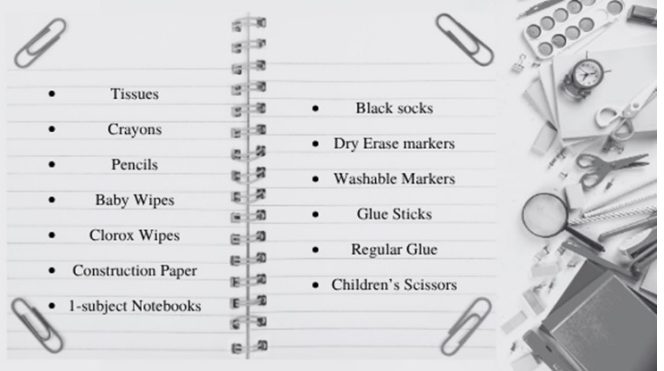 Tissues
Crayons
Pencils
Baby Wipes
Clorox Wipes
Construction Paper
1-subject Notebooks
Black socks
Dry Erase markers
Washable Markers
Glue Sticks
Regular Glue
Children's Scissors